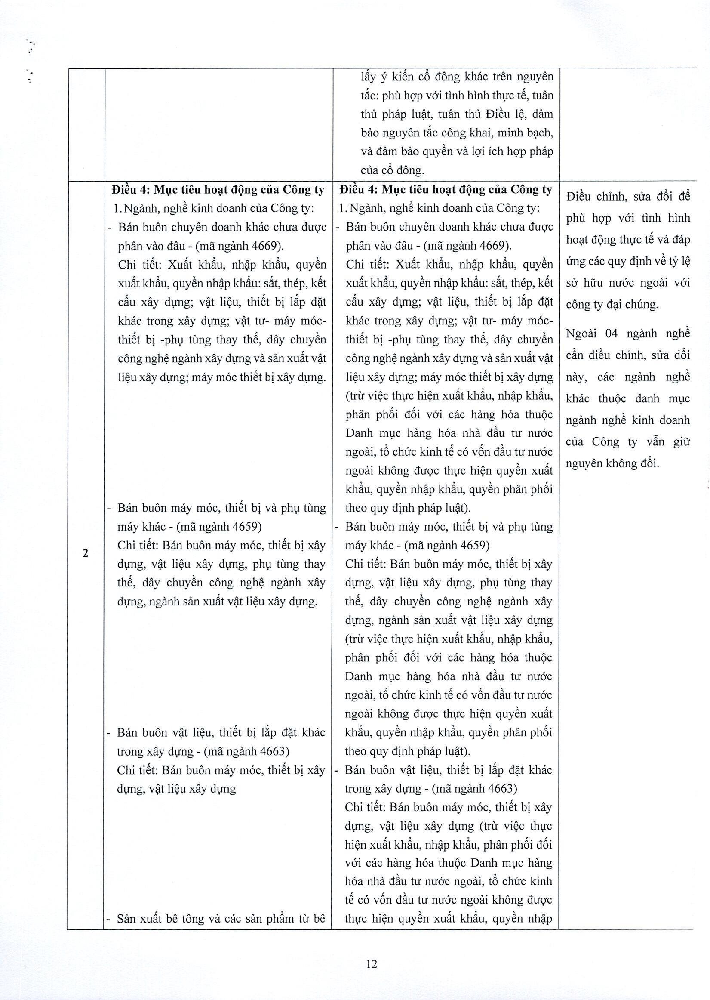 lấy ý kiến cổ đông khác trên nguyên
tắc: phù hợp với tình hình thực tế, tuân
thủ pháp luật, tuân thủ Điều lệ, đảm
bảo nguyên tắc công khai, minh bạch,
và đảm bảo quyền và lợi ích hợp pháp
của cổ đông.
2
Điều 4: Mục tiêu hoạt động của Công ty
1. Ngành, nghề kinh doanh của Công ty:
- Bán buôn chuyên doanh khác chưa được
phân vào đâu - (mã ngành 4669).
Chi tiết: Xuất khẩu, nhập khẩu, quyền
xuất khẩu, quyền nhập khẩu: sắt, thép, kết
cấu xây dựng; vật liệu, thiết bị lắp đặt
khác trong xây dựng; vật tư- máy móc-
thiết bị -phụ tùng thay thế, dây chuyền
công nghệ ngành xây dựng và sản xuất vật
liệu xây dựng; máy móc thiết bị xây dựng.
- Bán buôn máy móc, thiết bị và phụ tùng
máy khác - (mã ngành 4659)
Chi tiết: Bán buôn máy móc, thiết bị xây
dựng, vật liệu xây dựng, phụ tùng thay
thế, dây chuyền công nghệ ngành xây
dựng, ngành sản xuất vật liệu xây dựng.
- Bán buôn vật liệu, thiết bị lắp đặt khác
trong xây dựng - (mã ngành 4663)
Chi tiết: Bán buôn máy móc, thiết bị xây
dựng, vật liệu xây dựng
- Sản xuất bê tông và các sản phẩm từ bê
Điều 4: Mục tiêu hoạt động của Công ty
1. Ngành, nghề kinh doanh của Công ty:
- Bán buôn chuyên doanh khác chưa được
phân vào đâu - (mã ngành 4669).
Chi tiết: Xuất khẩu, nhập khẩu, quyền
xuất khẩu, quyền nhập khẩu: sắt, thép, kết
cấu xây dựng; vật liệu, thiết bị lắp đặt
khác trong xây dựng; vật tư- máy móc-
thiết bị -phụ tùng thay thế, dây chuyền
công nghệ ngành xây dựng và sản xuất vật
liệu xây dựng; máy móc thiết bị xây dựng
(trừ việc thực hiện xuất khẩu, nhập khẩu,
phân phối đối với các hàng hóa thuộc
Danh mục hàng hóa nhà đầu tư nước
ngoài, tổ chức kinh tế có vốn đầu tư nước
ngoài không được thực hiện quyền xuất
khẩu, quyền nhập khẩu, quyền phân phối
theo quy định pháp luật).
- Bán buôn máy móc, thiết bị và phụ tùng
máy khác - (mã ngành 4659)
Chi tiết: Bán buôn máy móc, thiết bị xây
dựng, vật liệu xây dựng, phụ tùng thay
thế, dây chuyền công nghệ ngành xây
dựng, ngành sản xuất vật liệu xây dựng
(trừ việc thực hiện xuất khẩu, nhập khẩu,
phân phối đối với các hàng hóa thuộc
Danh mục hàng hóa nhà đầu tư nước
ngoài, tổ chức kinh tế có vốn đầu tư nước
ngoài không được thực hiện quyền xuất
khẩu, quyền nhập khẩu, quyền phân phối
theo quy định pháp luật).
- Bán buôn vật liệu, thiết bị lắp đặt khác
trong xây dựng - (mã ngành 4663)
Chi tiết: Bán buôn máy móc, thiết bị xây
dựng, vật liệu xây dựng (trừ việc thực
hiện xuất khẩu, nhập khẩu, phân phối đối
với các hàng hóa thuộc Danh mục hàng
hóa nhà đầu tư nước ngoài, tổ chức kinh
tế có vốn đầu tư nước ngoài không được
thực hiện quyền xuất khẩu, quyền nhập
Điều chỉnh, sửa đổi để
phù hợp với tình hình
hoạt động thực tế và đáp
ứng các quy định về tỷ lệ
sở hữu nước ngoài với
công ty đại chúng.
Ngoài 04 ngành nghề
cần điều chỉnh, sửa đổi
này, các ngành nghề
khác thuộc danh mục
ngành nghề kinh doanh
của Công ty vẫn giữ
nguyên không đổi.
12